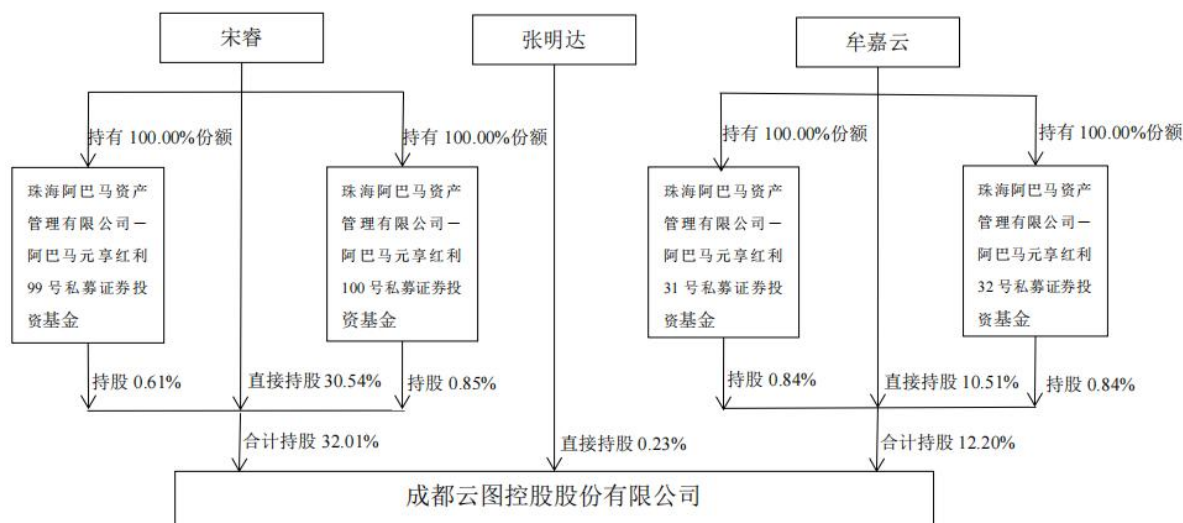 宋睿
张明达
牟嘉云
持有 100.00%份额
持有 100.00%份额
持有 100.00%份额
持有 100.00%份额
珠海阿巴马资产
管理有限公司－
阿巴马元享红利
99 号私募证券投
资基金
珠海阿巴马资产
管理有限公司－
阿巴马元享红利
100 号私募证券投
资基金
珠海阿巴马资产
管理有限公司－
阿巴马元享红利
31 号私募证券投
资基金
珠海阿巴马资产
管理有限公司－
阿巴马元享红利
32 号私募证券投
资基金
持股 0.61%
直接持股 30.54%
持股 0.85%
持股 0.84%
直接持股 10.51%
持股 0.84%
合计持股 32.01%
直接持股 0.23%
合计持股 12.20%
成都云图控股股份有限公司